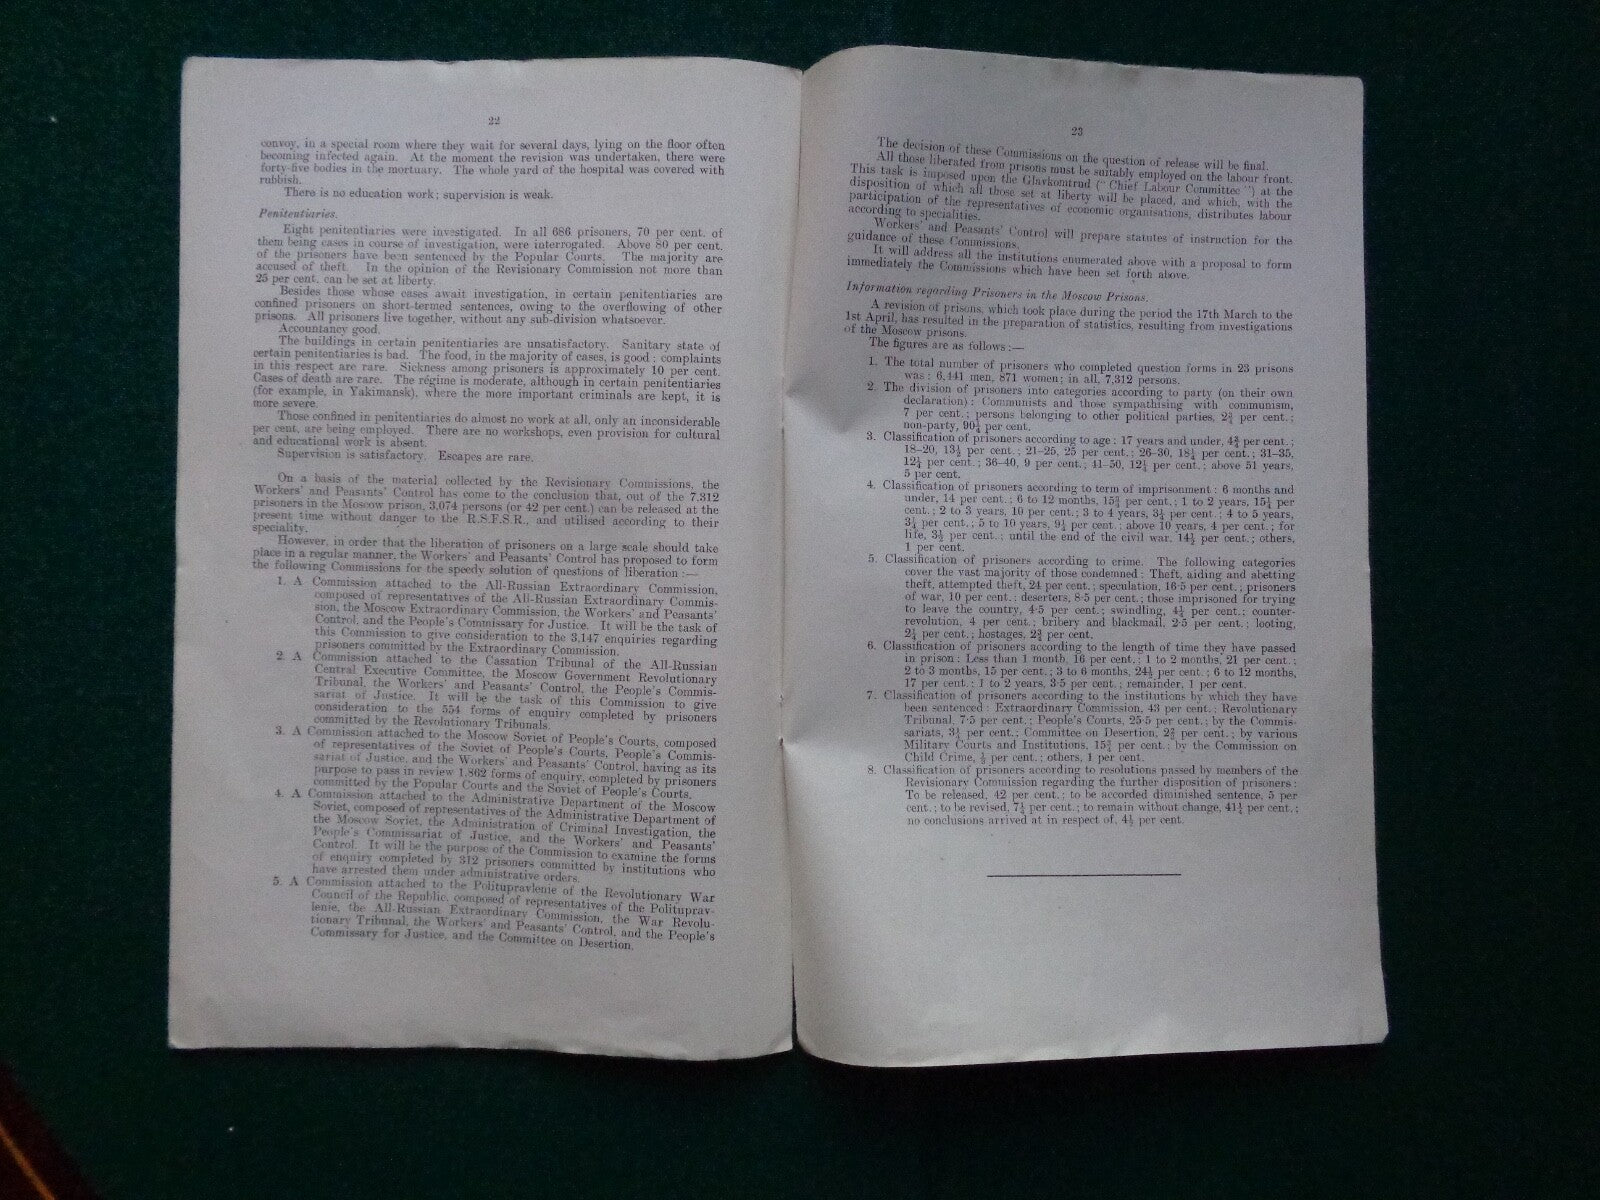 22
convoy, in a special room where they wait for several days, lying on the floor often
becoming infected again. At the moment the revision was undertaken, there were
forty-five bodies in the mortuary. The whole yard of the hospital was covered with
rubbish.
There is no education work; supervision is weak.
Penitentiaries.
Eight penitentiaries were investigated. In all 686 prisoners, 70 per cent. of
them being cases in course of investigation, were interrogated. Above 80 per cent.
of the prisoners have been sentenced by the Popular Courts. The majority are
accused of theft. In the opinion of the Revisionary Commission not more than
25 per cent. can be set at liberty.
Besides those whose cases await investigation, in certain penitentiaries are
confined prisoners on short-termed sentences, owing to the overflowing of other
prisons. All prisoners live together, without any sub-division whatsoever.
Accountancy good.
The buildings in certain penitentiaries are unsatisfactory. Sanitary state of
certain penitentiaries is bad. The food, in the majority of cases, is good; complaints
in this respect are rare. Sickness among prisoners is approximately 10 per cent.
Cases of death are rare. The régime is moderate, although in certain penitentiaries
(for example, in Yakimansk), where the more important criminals are kept, it is
more severe.
Those confined in penitentiaries do almost no work at all, only an inconsiderable
per cent. are being employed. There are no workshops, even provision for cultural
and educational work is absent.
Supervision is satisfactory. Escapes are rare.
On a basis of the material collected by the Revisionary Commissions, the
Workers' and Peasants' Control has come to the conclusion that, out of the 7,312
prisoners in the Moscow prison, 3,074 persons (or 42 per cent.) can be released at the
present time without danger to the R.S.F.S.R., and utilised according to their
speciality.
However, in order that the liberation of prisoners on a large scale should take
place in a regular manner, the Workers' and Peasants' Control has proposed to form
the following Commissions for the speedy solution of questions of liberation:—
1. A Commission attached to the All-Russian Extraordinary Commission,
composed of representatives of the All-Russian Extraordinary Commis-
sion, the Moscow Extraordinary Commission, the Workers' and Peasants'
Control, and the People's Commissary for Justice. It will be the task of
this Commission to give consideration to the 3,147 enquiries regarding
prisoners committed by the Extraordinary Commission.
2. A Commission attached to the Cassation Tribunal of the All-Russian
Central Executive Committee, the Moscow Government Revolutionary
Tribunal, the Workers' and Peasants' Control, the People's Commis-
sariat of Justice. It will be the task of this Commission to give
consideration to the 554 forms of enquiry completed by prisoners
committed by the Revolutionary Tribunals.
3. A Commission attached to the Moscow Soviet of People's Courts, composed
of representatives of the Soviet of People's Courts, People's Commis-
sariat of Justice, and the Workers' and Peasants' Control, having as its
purpose to pass in review 1,862 forms of enquiry, completed by prisoners
committed by the Popular Courts and the Soviet of People's Courts.
4. A Commission attached to the Administrative Department of the Moscow
Soviet, composed of representatives of the Administrative Department of
the Moscow Soviet, the Administration of Criminal Investigation, the
People's Commissariat of Justice, and the Workers' and Peasants'
Control. It will be the purpose of the Commission to examine the forms
of enquiry completed by 312 prisoners committed by institutions who
have arrested them under administrative orders.
5. A Commission attached to the Politupravlenie of the Revolutionary War
Council of the Republic, composed of representatives of the Polituprav-
lenie, the All-Russian Extraordinary Commission, the War Revolu-
tionary Tribunal, the Workers' and Peasants' Control, and the People's
Commissary for Justice, and the Committee on Desertion.
23
The decision of these Commissions on the question of release will be final.
All those liberated from prisons must be suitably employed on the labour front.
This task is imposed upon the Glavkomtrud ("Chief Labour Committee") at the
disposition of which all those set at liberty will be placed, and which, with the
participation of the representatives of economic organisations, distributes labour
according to specialities.
Workers' and Peasants' Control will prepare statutes of instruction for the
guidance of these Commissions.
It will address all the institutions enumerated above with a proposal to form
immediately the Commissions which have been set forth above.
Information regarding Prisoners in the Moscow Prisons.
A revision of prisons, which took place during the period the 17th March to the
1st April, has resulted in the preparation of statistics, resulting from investigations
of the Moscow prisons.
The figures are as follows:—
1. The total number of prisoners who completed question forms in 23 prisons
was: 6,441 men, 871 women; in all, 7,312 persons.
2. The division of prisoners into categories according to party (on their own
declaration): Communists and those sympathising with communism,
7 per cent.; persons belonging to other political parties, 2¾ per cent.;
non-party, 90¼ per cent.
3. Classification of prisoners according to age: 17 years and under, 4¾ per cent.;
18–20, 13½ per cent.; 21–25, 25 per cent.; 26–30, 18¼ per cent.; 31–35,
12¼ per cent.; 36–40, 9 per cent.; 41–50, 12½ per cent.; above 51 years,
5 per cent.
4. Classification of prisoners according to term of imprisonment: 6 months and
under, 14 per cent.; 6 to 12 months, 15¾ per cent.; 1 to 2 years, 15¼ per
cent.; 2 to 3 years, 10 per cent.; 3 to 4 years, 3¼ per cent.; 4 to 5 years,
3¼ per cent.; 5 to 10 years, 9½ per cent.; above 10 years, 4 per cent.; for
life, 3½ per cent.; until the end of the civil war, 14½ per cent.; others,
1 per cent.
5. Classification of prisoners according to crime. The following categories
cover the vast majority of those condemned: Theft, aiding and abetting
theft, attempted theft, 24 per cent.; speculation, 16·5 per cent.; prisoners
of war, 10 per cent.; deserters, 8·5 per cent.; those imprisoned for trying
to leave the country, 4·5 per cent.; swindling, 4¼ per cent.; counter-
revolution, 4 per cent.; bribery and blackmail, 2·5 per cent.; looting,
2¼ per cent.; hostages, 2¾ per cent.
6. Classification of prisoners according to the length of time they have passed
in prison: Less than 1 month, 16 per cent.; 1 to 2 months, 21 per cent.;
2 to 3 months, 15 per cent.; 3 to 6 months, 24½ per cent.; 6 to 12 months,
17 per cent.; 1 to 2 years, 3·5 per cent.; remainder, 1 per cent.
7. Classification of prisoners according to the institutions by which they have
been sentenced: Extraordinary Commission, 43 per cent.; Revolutionary
Tribunal, 7·5 per cent.; People's Courts, 25·5 per cent.; by the Commis-
sariats, 3½ per cent.; Committee on Desertion, 2¾ per cent.; by various
Military Courts and Institutions, 15¾ per cent.; by the Commission on
Child Crime, ½ per cent.; others, 1 per cent.
8. Classification of prisoners according to resolutions passed by members of the
Revisionary Commission regarding the further disposition of prisoners:
To be released, 42 per cent.; to be accorded diminished sentence, 5 per
cent.; to be revised, 7½ per cent.; to remain without change, 41¼ per cent.;
no conclusions arrived at in respect of, 4½ per cent.